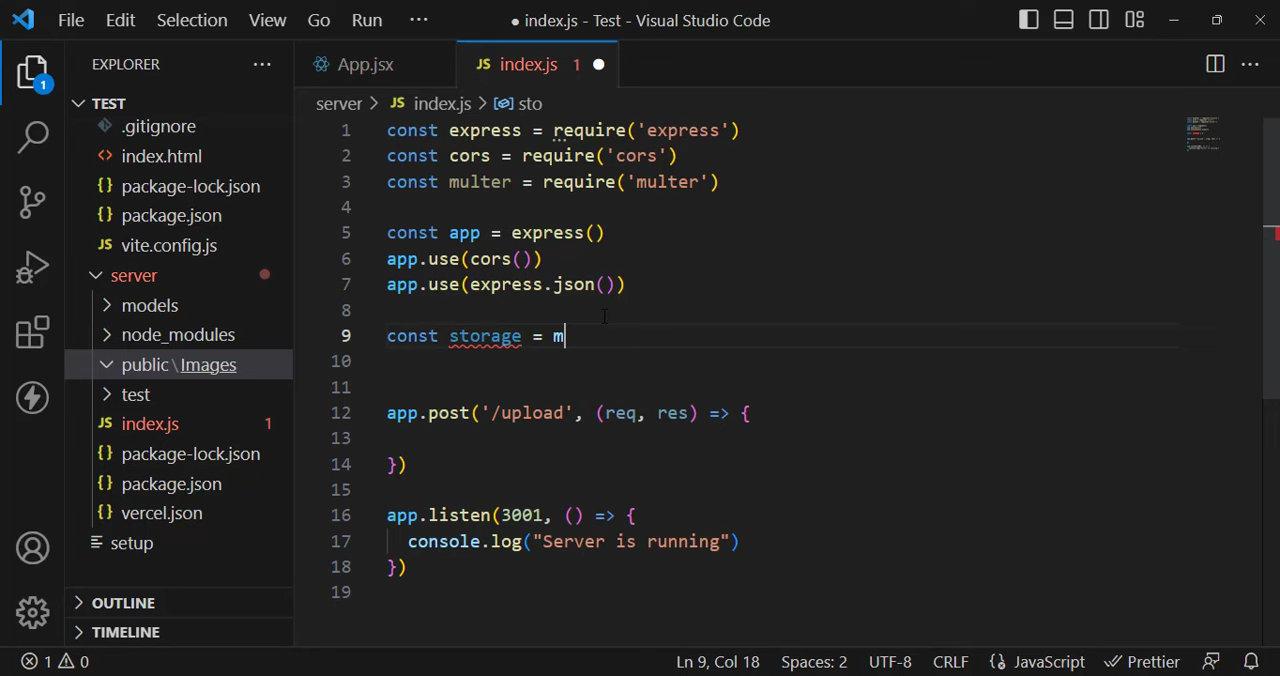 File Edit Selection View Go Run ··· ● index.js - Test - Visual Studio Code
EXPLORER ···
1
TEST
.gitignore
<> index.html
{} package-lock.json
{} package.json
JS vite.config.js
server
models
node_modules
public\Images
test
JS index.js 1
{} package-lock.json
{} package.json
{} vercel.json
setup
OUTLINE
TIMELINE
App.jsx JS index.js 1 ●
server > JS index.js > sto
1 const express = require('express')
2 const cors = require('cors')
3 const multer = require('multer')
4
5 const app = express()
6 app.use(cors())
7 app.use(express.json())
8
9 const storage = m
10
11
12 app.post('/upload', (req, res) => {
13
14 })
15
16 app.listen(3001, () => {
17 console.log("Server is running")
18 })
19
1 0 Ln 9, Col 18 Spaces: 2 UTF-8 CRLF {} JavaScript Prettier